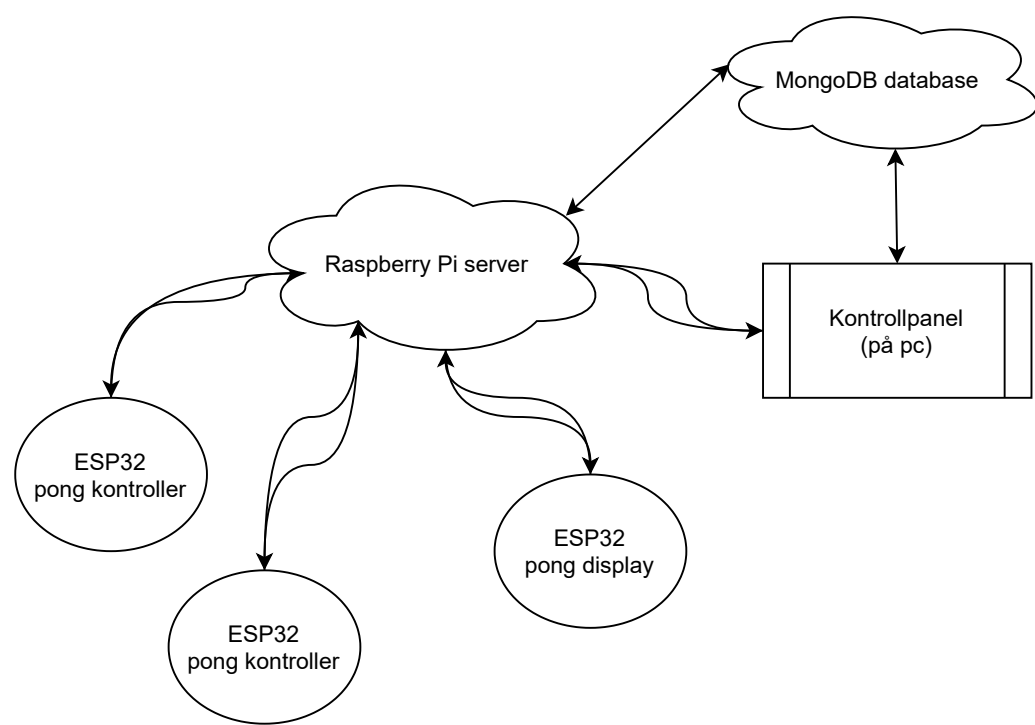 MongoDB database
Raspberry Pi server
Kontrollpanel
(på pc)
ESP32
pong kontroller
ESP32
pong display
ESP32
pong kontroller